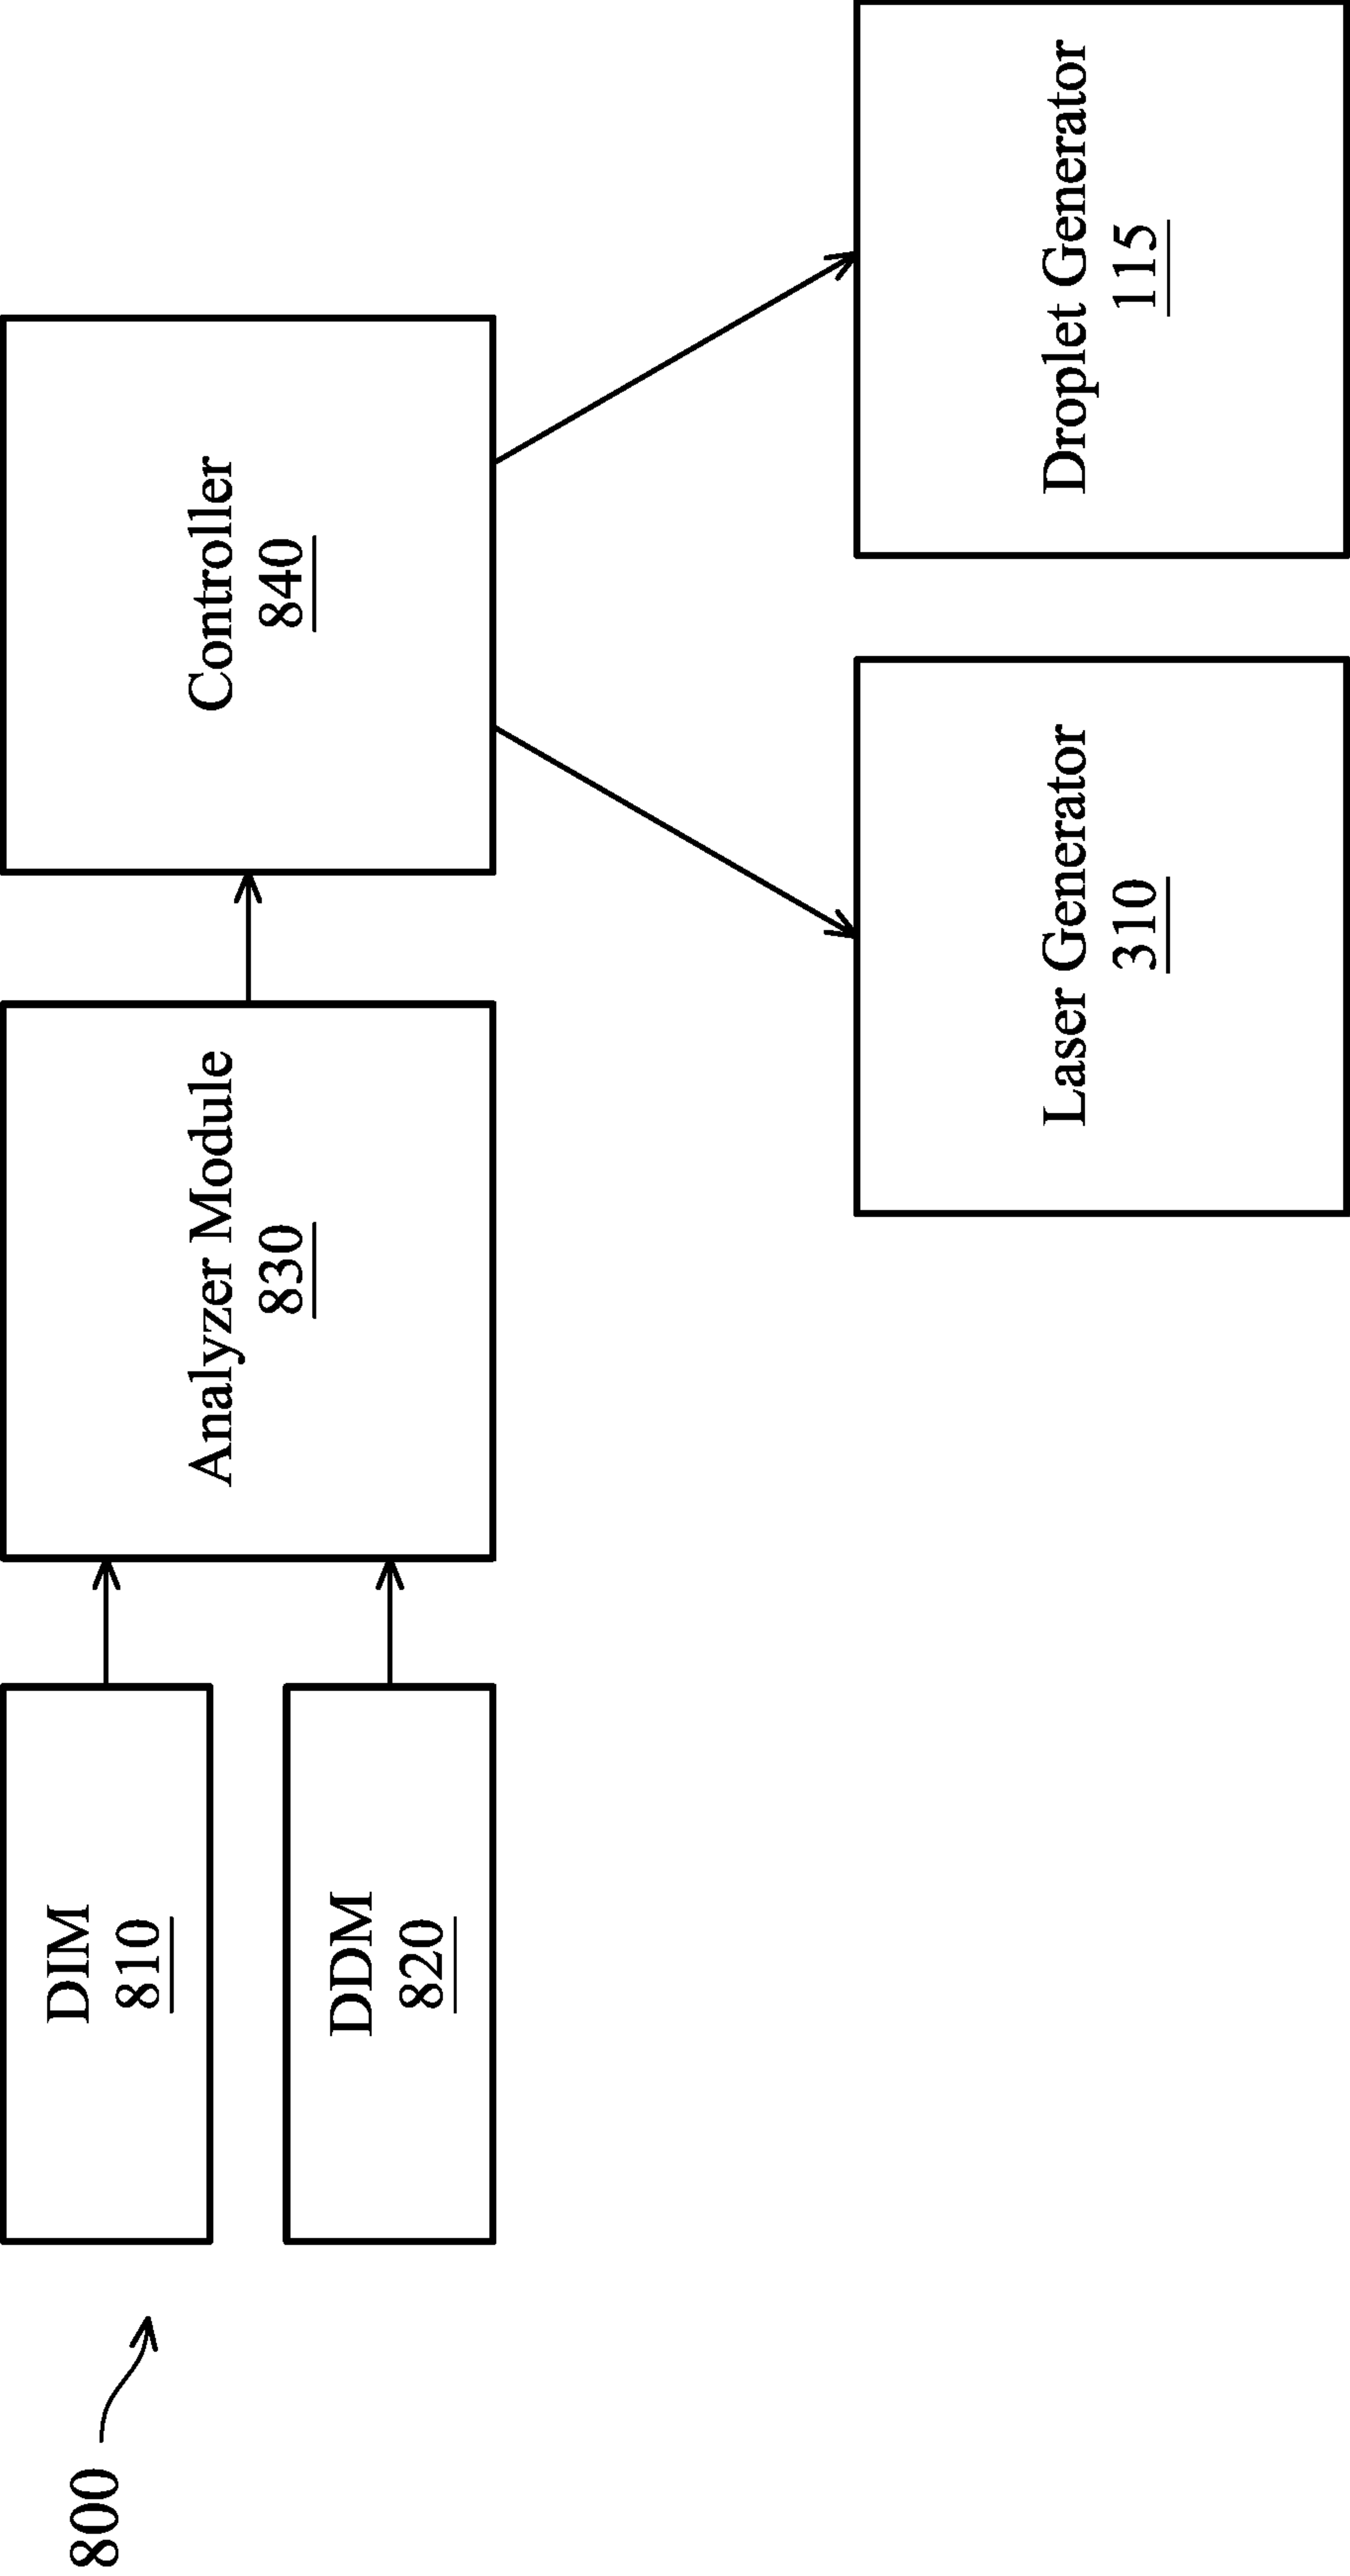 800
DIM
810
DDM
820
Analyzer Module
830
Controller
840
Laser Generator
310
Droplet Generator
115